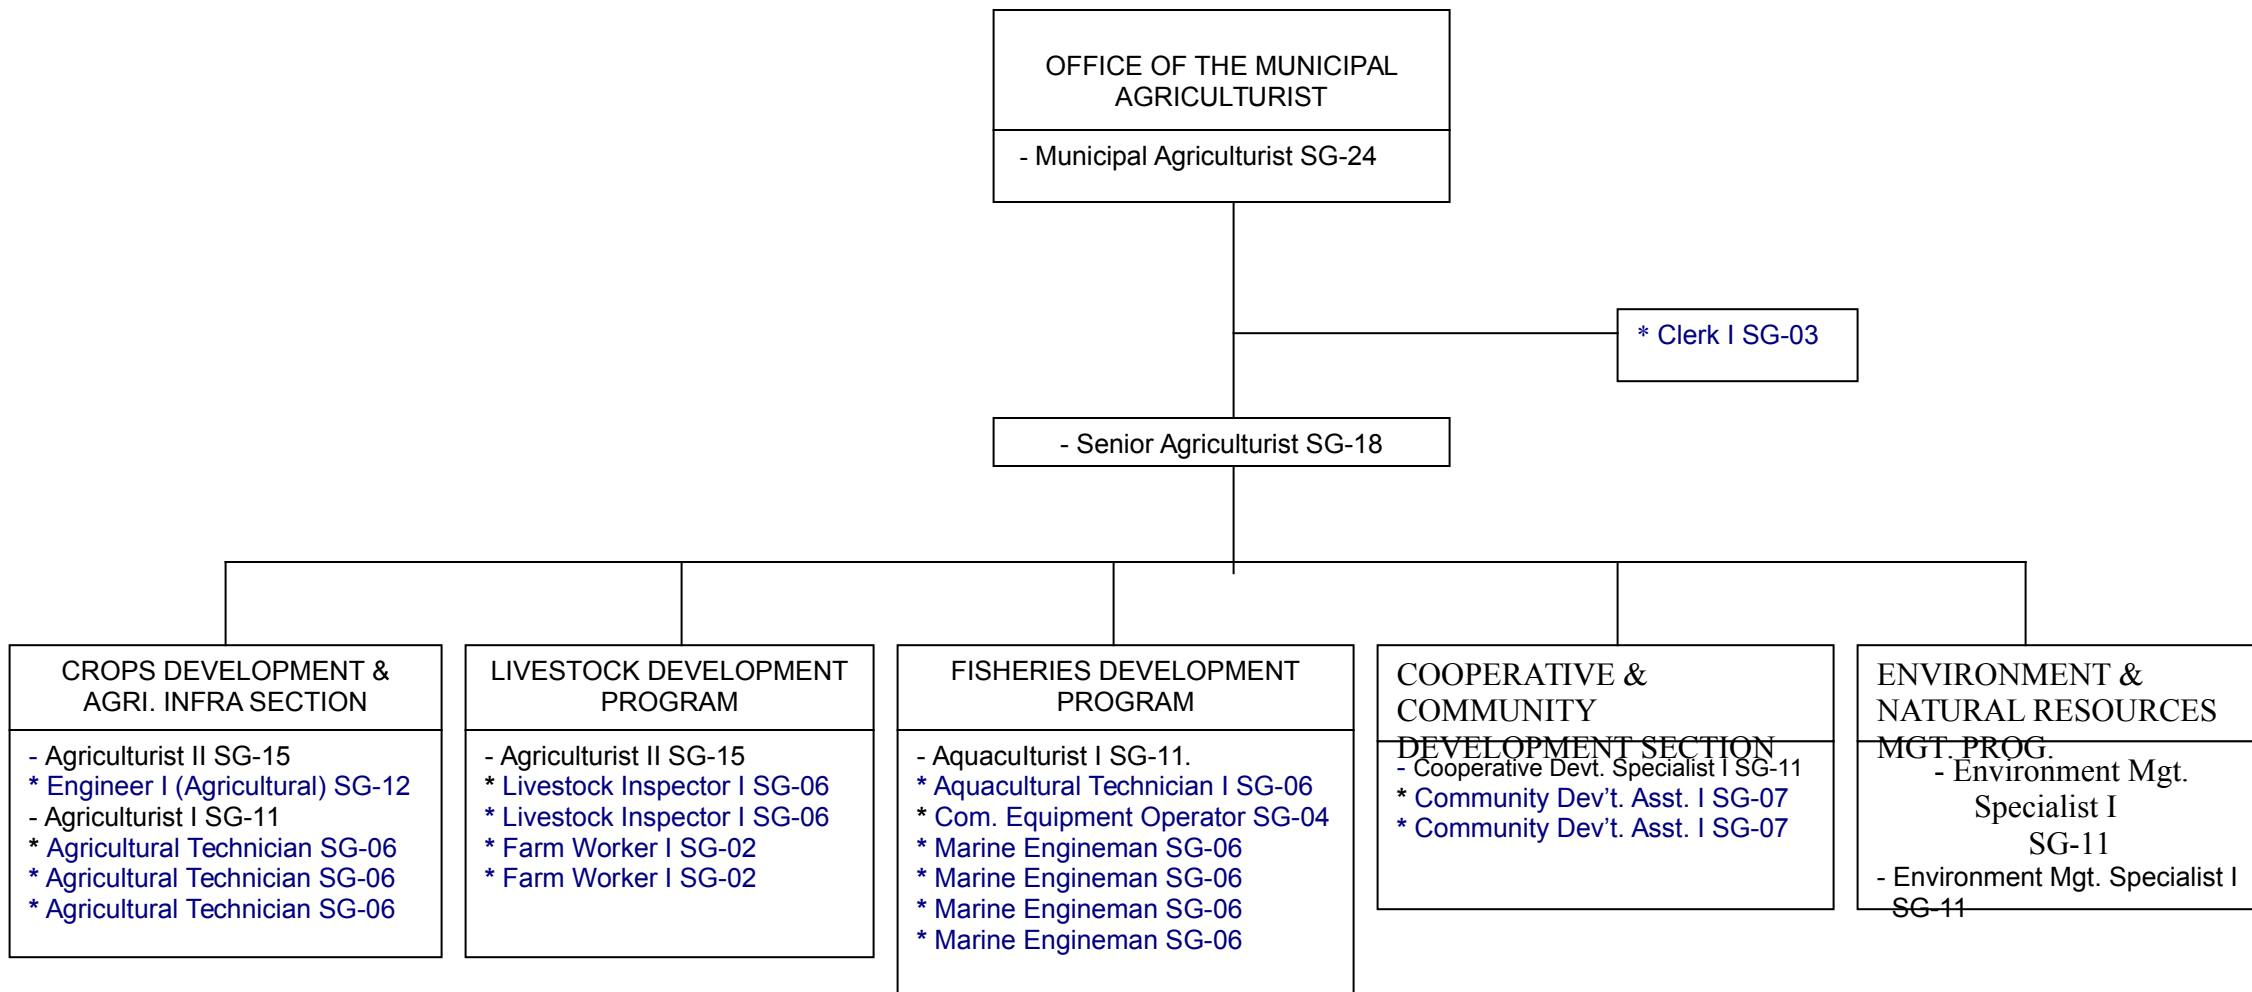 OFFICE OF THE MUNICIPAL
AGRICULTURIST
- Municipal Agriculturist SG-24
* Clerk I SG-03
- Senior Agriculturist SG-18
CROPS DEVELOPMENT &
AGRI. INFRA SECTION
- Agriculturist II SG-15
* Engineer I (Agricultural) SG-12
- Agriculturist I SG-11
* Agricultural Technician SG-06
* Agricultural Technician SG-06
* Agricultural Technician SG-06
LIVESTOCK DEVELOPMENT
PROGRAM
- Agriculturist II SG-15
* Livestock Inspector I SG-06
* Livestock Inspector I SG-06
* Farm Worker I SG-02
* Farm Worker I SG-02
FISHERIES DEVELOPMENT
PROGRAM
- Aquaculturist I SG-11.
* Aquacultural Technician I SG-06
* Com. Equipment Operator SG-04
* Marine Engineman SG-06
* Marine Engineman SG-06
* Marine Engineman SG-06
* Marine Engineman SG-06
COOPERATIVE &
COMMUNITY
DEVELOPMENT SECTION
- Cooperative Devt. Specialist I SG-11
* Community Dev't. Asst. I SG-07
* Community Dev't. Asst. I SG-07
ENVIRONMENT &
NATURAL RESOURCES
MGT. PROG.
- Environment Mgt.
Specialist I
SG-11
- Environment Mgt. Specialist I
SG-11